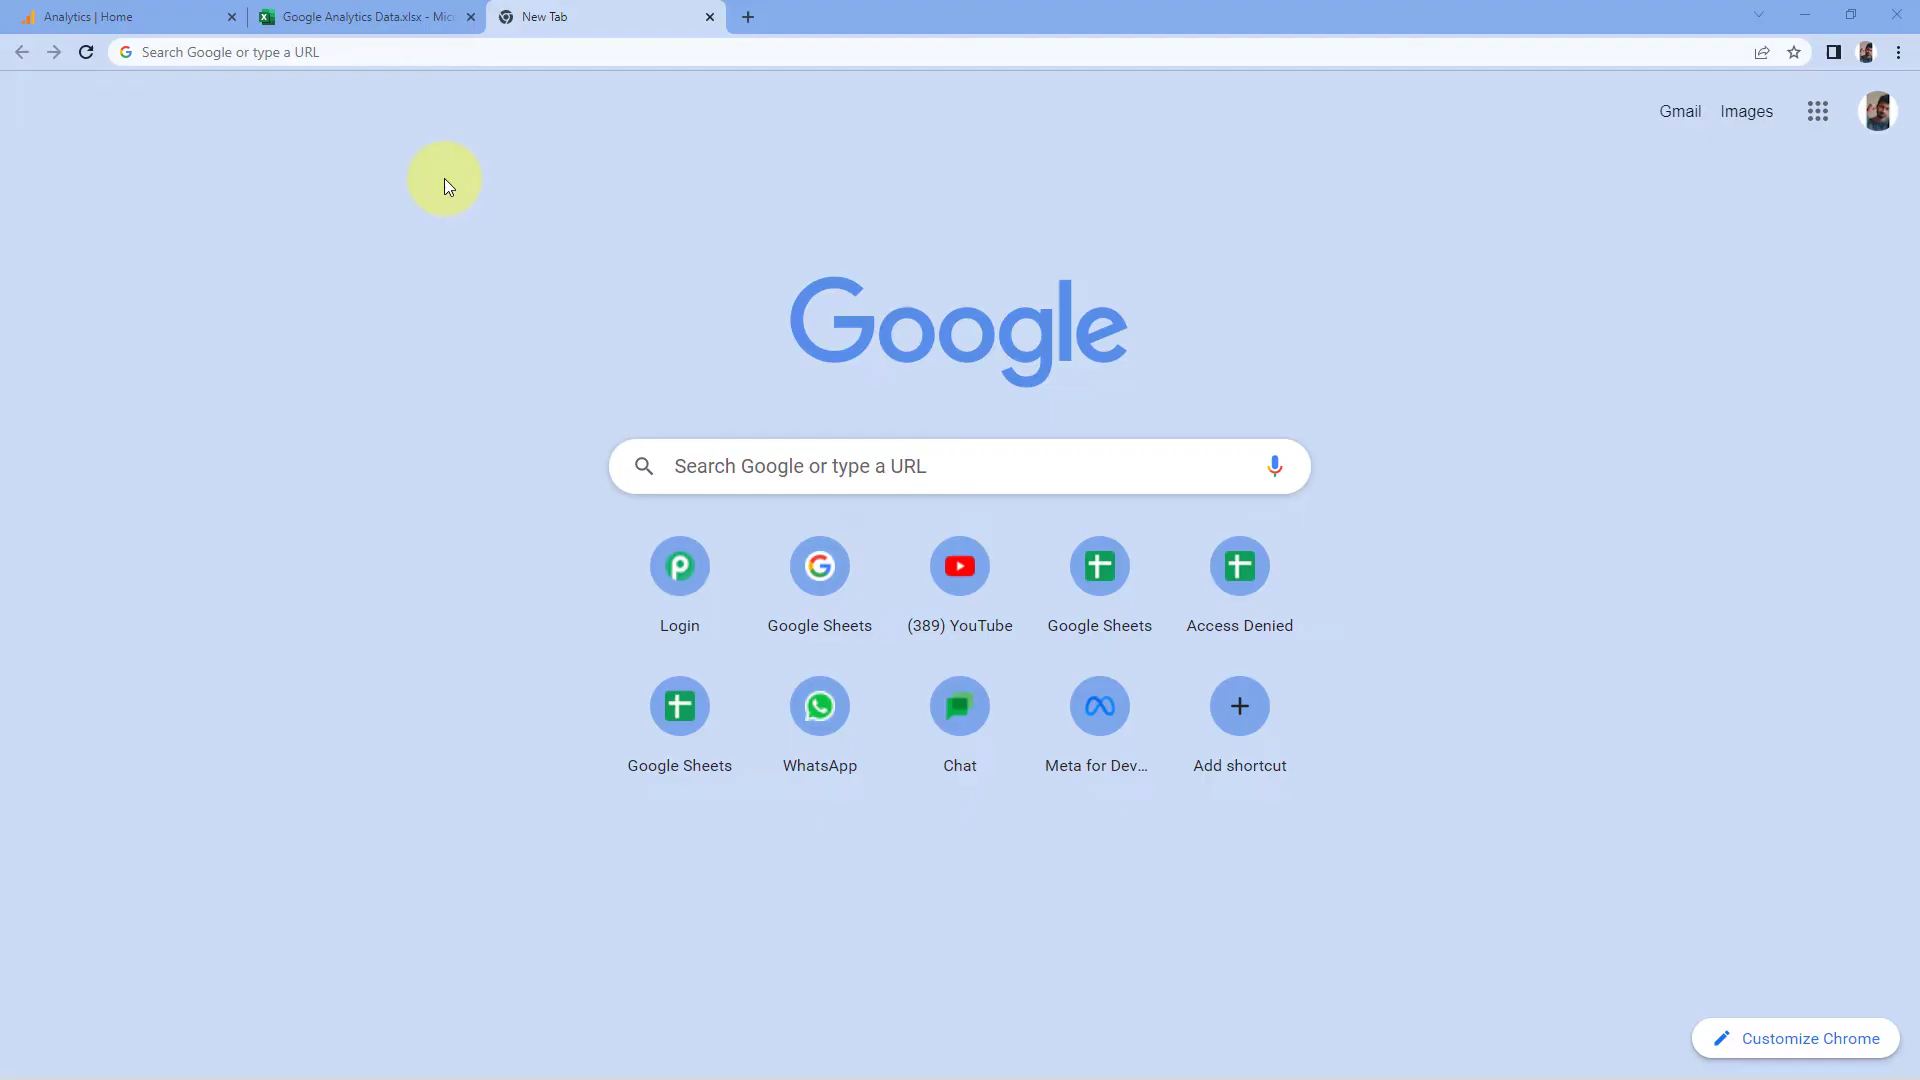 Analytics | Home
Google Analytics Data.xlsx - Mic
New Tab
Search Google or type a URL
Gmail Images
Google
Search Google or type a URL
Login Google Sheets (389) YouTube Google Sheets Access Denied
Google Sheets WhatsApp Chat Meta for Dev... Add shortcut
Customize Chrome